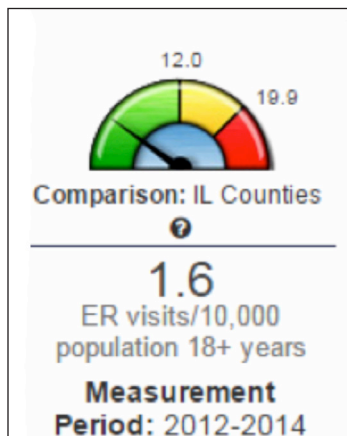 12.0
19.9
Comparison: IL Counties
?
1.6
ER visits/10,000
population 18+ years
Measurement
Period: 2012-2014